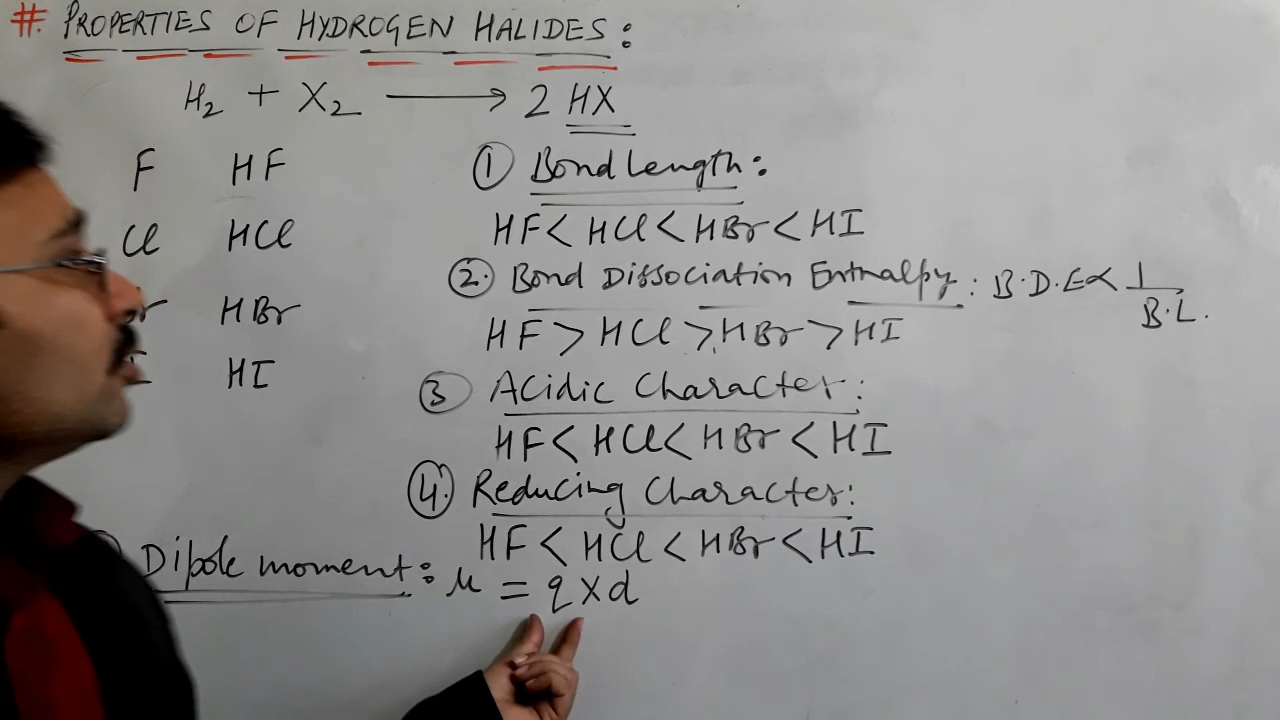 # PROPERTIES OF HYDROGEN HALIDES:
H₂ + X₂ ⟶ 2 HX
F HF
Cl HCl
HBr
I HI
① Bond Length:
HF < HCl < HBr < HI
②. Bond Dissociation Enthalpy: B.D.E ∝ 1/B.L.
HF > HCl > HBr > HI
③ Acidic Character:
HF < HCl < HBr < HI
④. Reducing Character:
HF < HCl < HBr < HI
Dipole moment: μ = q x d